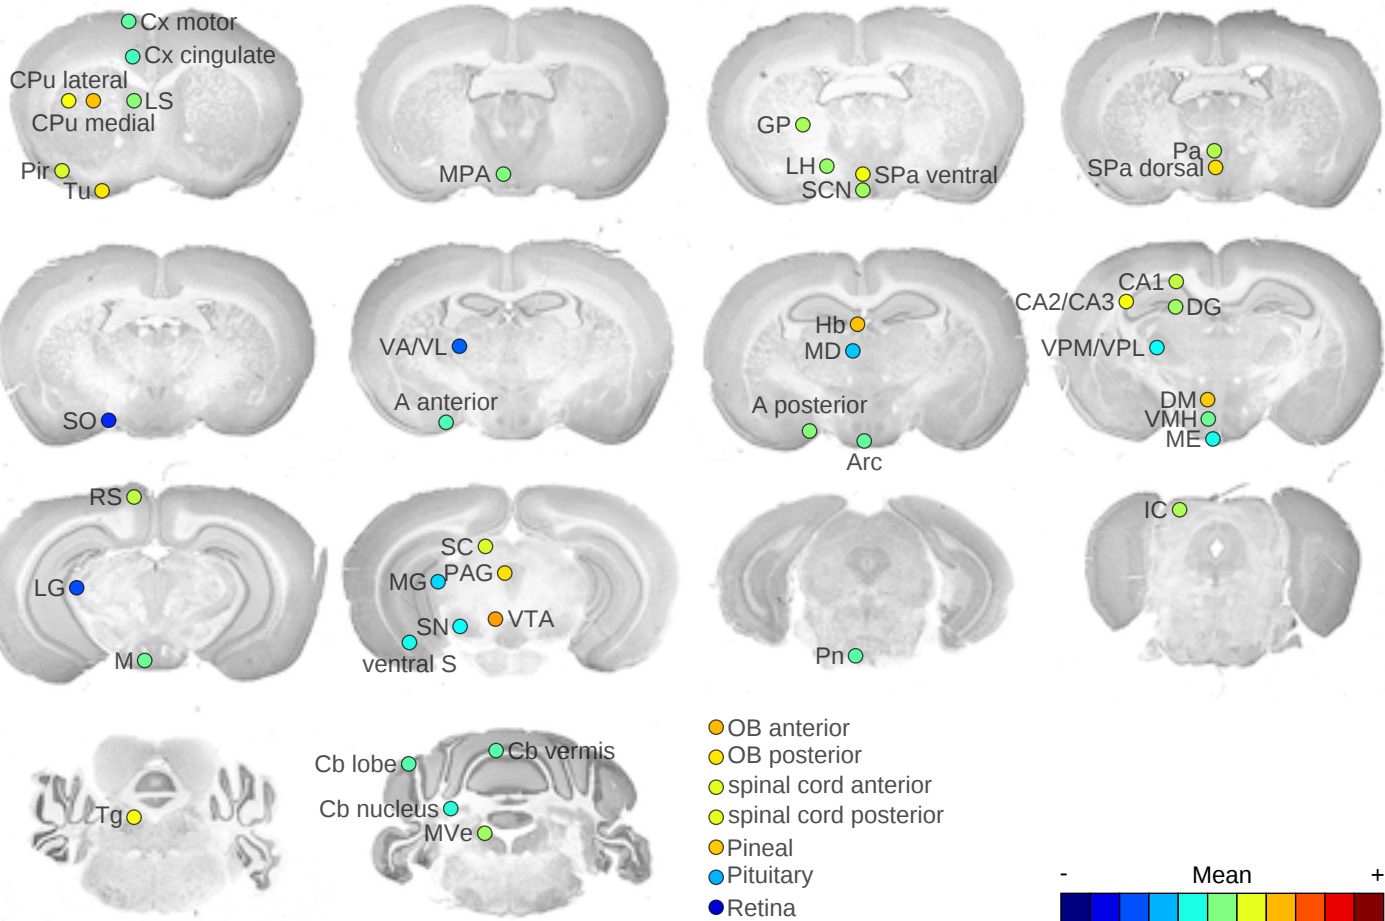 Cx motor
Cx cingulate
CPu lateral
LS
CPu medial
Pir
Tu
MPA
GP
LH
SPa ventral
SCN
Pa
SPa dorsal
SO
VA/VL
A anterior
Hb
MD
A posterior
Arc
CA1
CA2/CA3
DG
VPM/VPL
DM
VMH
ME
RS
LG
M
SC
PAG
MG
VTA
SN
ventral S
Pn
IC
Tg
Cb vermis
Cb lobe
Cb nucleus
MVe
OB anterior
OB posterior
spinal cord anterior
spinal cord posterior
Pineal
Pituitary
Retina
- Mean +